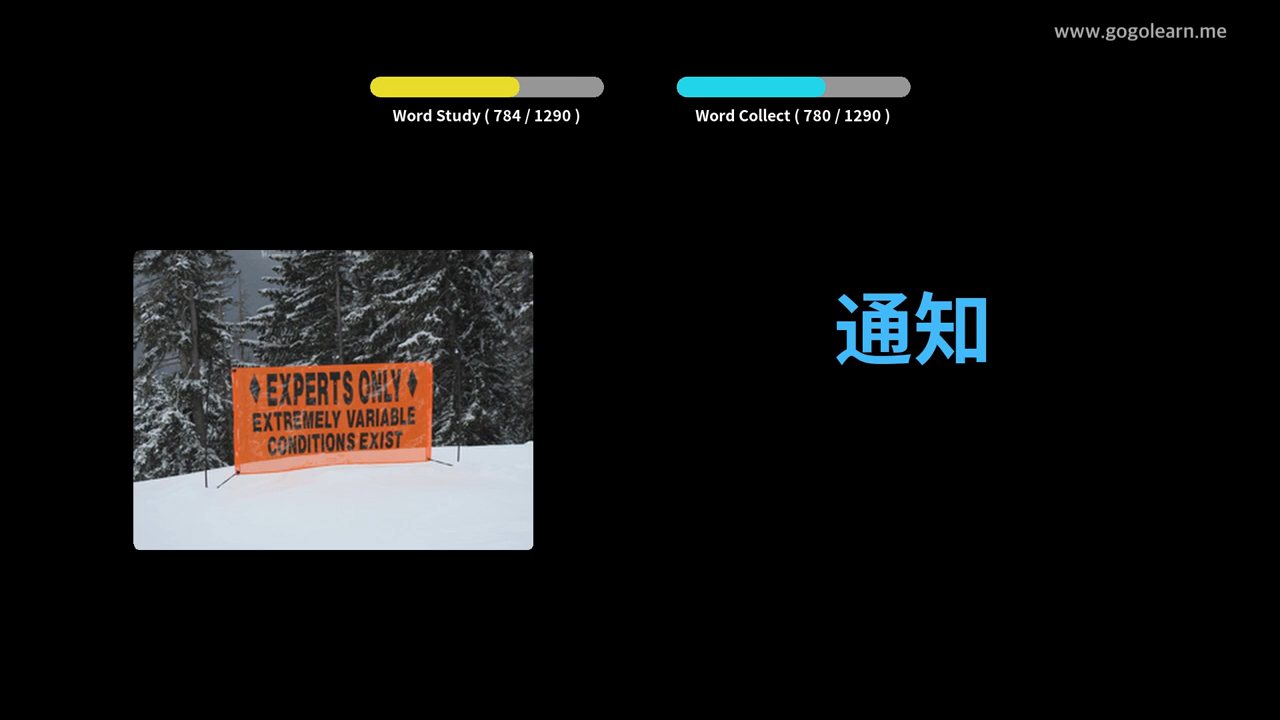 www.gogolearn.me
Word Study ( 784 / 1290 )
Word Collect ( 780 / 1290 )
EXPERTS ONLY
EXTREMELY VARIABLE
CONDITIONS EXIST
通知